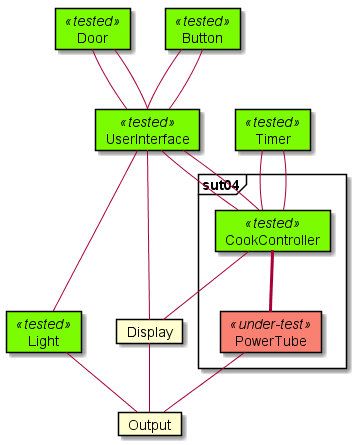 «tested»
Door
«tested»
Button
«tested»
UserInterface
«tested»
Timer
sut04
«tested»
CookController
«tested»
Light
Display
«under-test»
PowerTube
Output